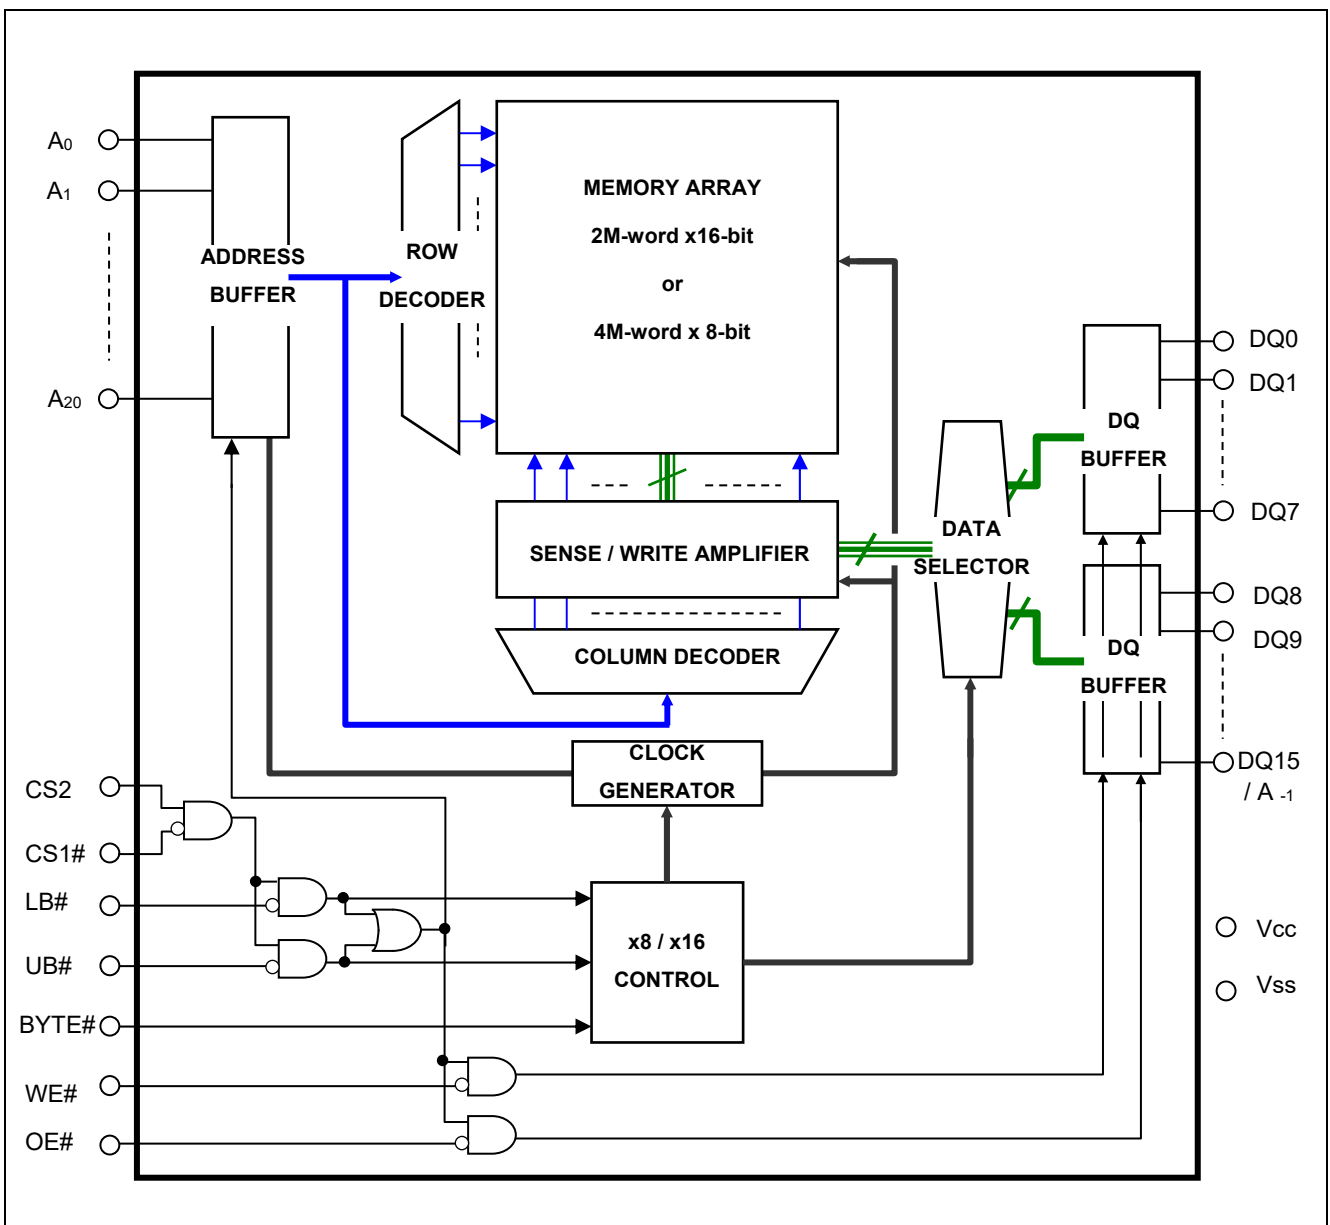 A0
A1
A20
ADDRESS
BUFFER
ROW
DECODER
MEMORY ARRAY
2M-word x16-bit
or
4M-word x 8-bit
SENSE / WRITE AMPLIFIER
COLUMN DECODER
CLOCK
GENERATOR
x8 / x16
CONTROL
DATA
SELECTOR
DQ
BUFFER
DQ
BUFFER
DQ0
DQ1
DQ7
DQ8
DQ9
DQ15
/ A -1
Vcc
Vss
CS2
CS1#
LB#
UB#
BYTE#
WE#
OE#